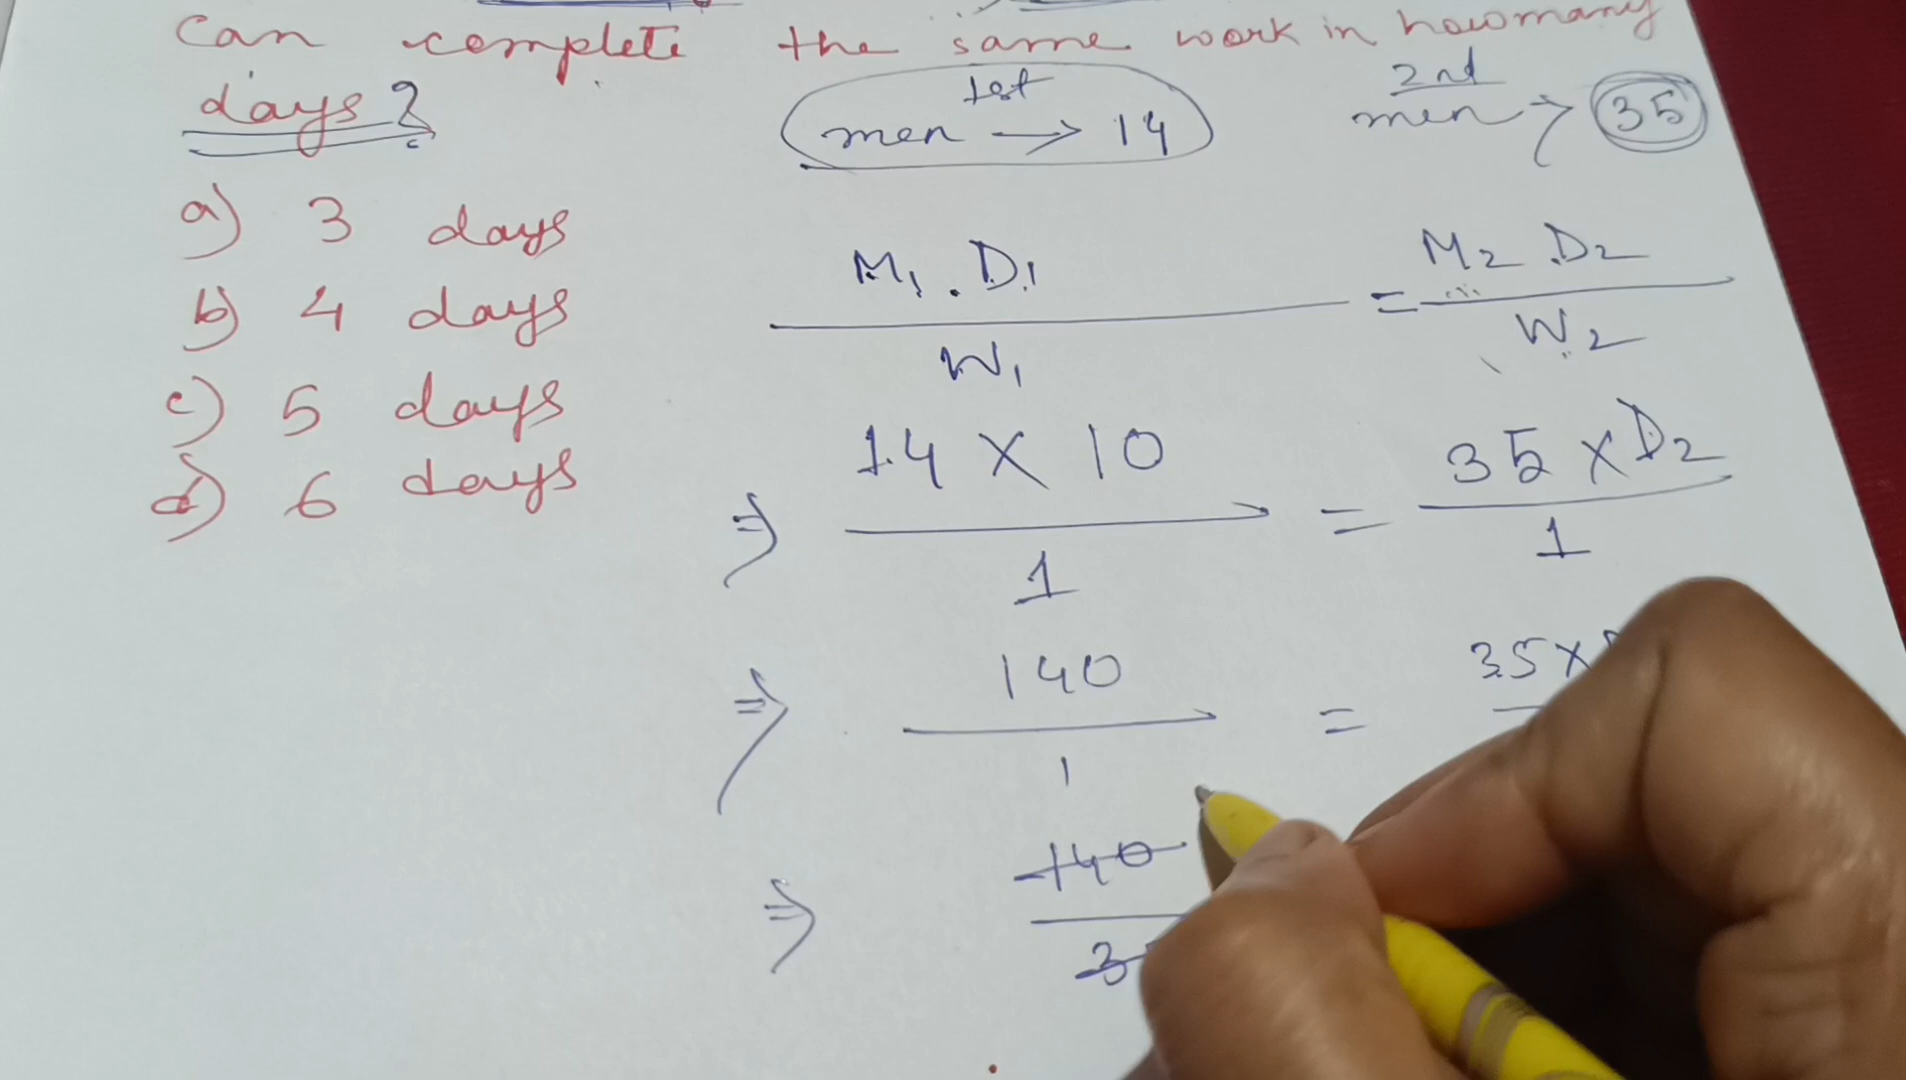 can complete the same work in how many
days?
1st
men → 14
2nd
men → 35
a) 3 days
b) 4 days
c) 5 days
d) 6 days
M1 . D1 / W1 = M2 . D2 / W2
⇒ 14 × 10 / 1 = 35 × D2 / 1
⇒ 140 / 1 = 35 ×
⇒ 140 / 3